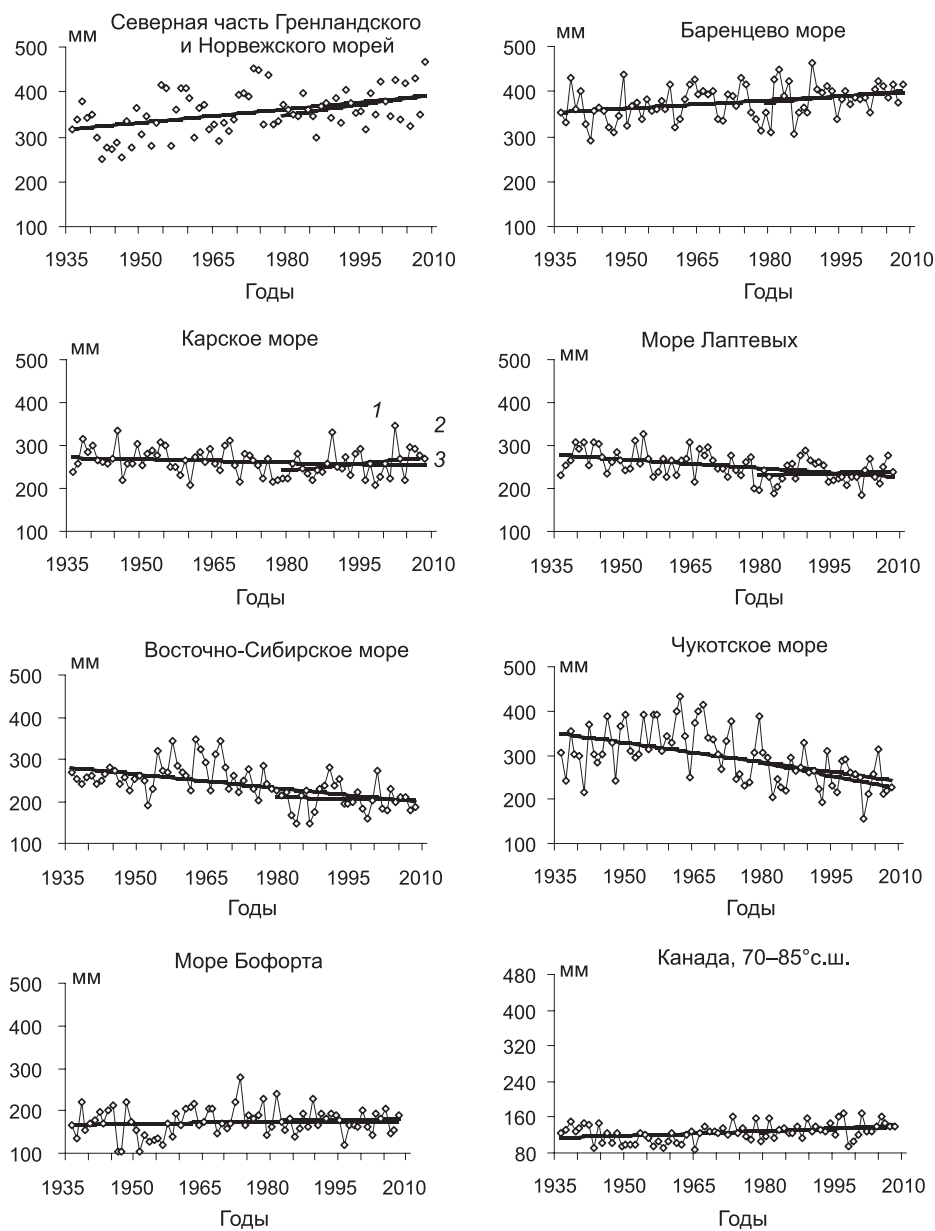 Северная часть Гренландского
и Норвежского морей
мм
500
400
300
200
100
1935 1950 1965 1980 1995 2010
Годы
Баренцево море
мм
500
400
300
200
100
1935 1950 1965 1980 1995 2010
Годы
Карское море
мм
500
400
300
200
100
1
2
3
1935 1950 1965 1980 1995 2010
Годы
Море Лаптевых
мм
500
400
300
200
100
1935 1950 1965 1980 1995 2010
Годы
Восточно-Сибирское море
мм
500
400
300
200
100
1935 1950 1965 1980 1995 2010
Годы
Чукотское море
мм
500
400
300
200
100
1935 1950 1965 1980 1995 2010
Годы
Море Бофорта
мм
500
400
300
200
100
1935 1950 1965 1980 1995 2010
Годы
Канада, 70–85°с.ш.
мм
480
400
320
240
160
80
1935 1950 1965 1980 1995 2010
Годы